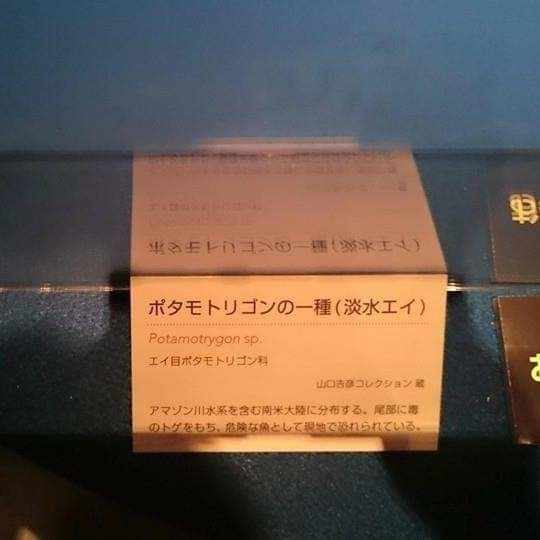 ポタモトリゴンの一種(淡水エイ)
Potamotrygon sp.
エイ目ポタモトリゴン科
山口吉彦コレクション 蔵
アマゾン川水系を含む南米大陸に分布する。尾部に毒
のトゲをもち、危険な魚として現地で恐れられている。